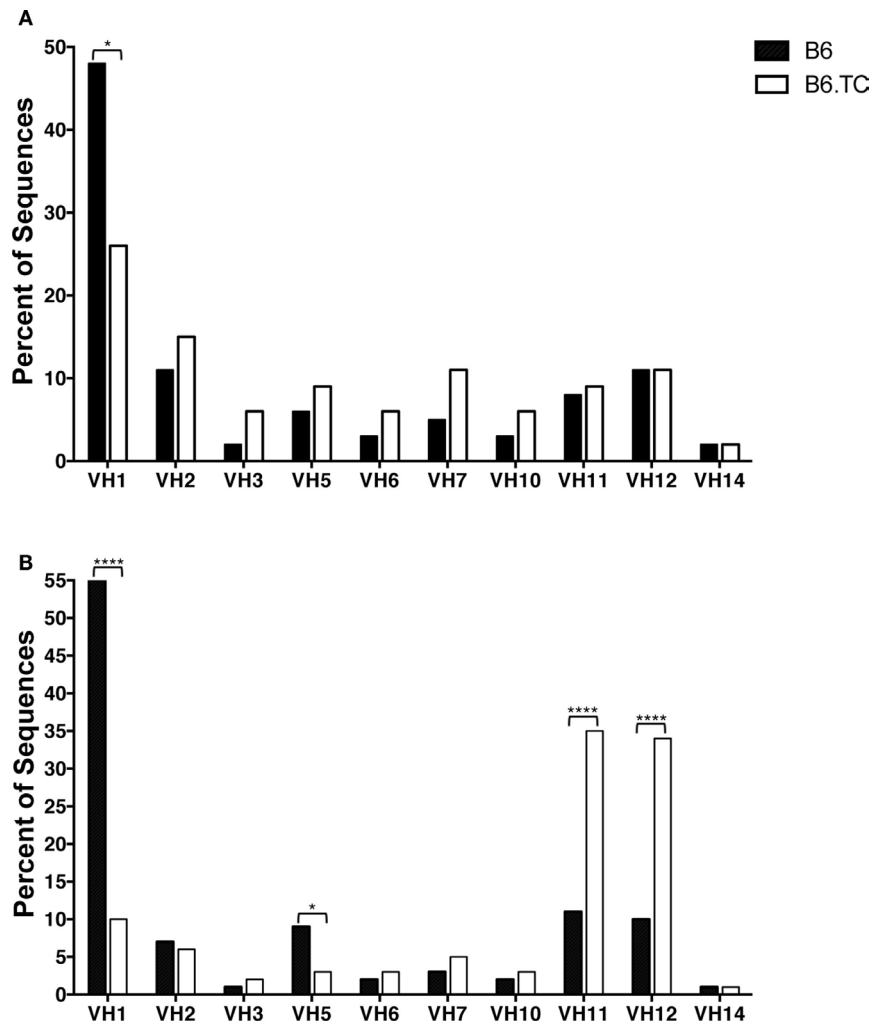 A
*
B6
B6.TC
Percent of Sequences
50
40
30
20
10
0
VH1 VH2 VH3 VH5 VH6 VH7 VH10 VH11 VH12 VH14
B
****
*
****
****
Percent of Sequences
55
50
45
40
35
30
25
20
15
10
5
0
VH1 VH2 VH3 VH5 VH6 VH7 VH10 VH11 VH12 VH14